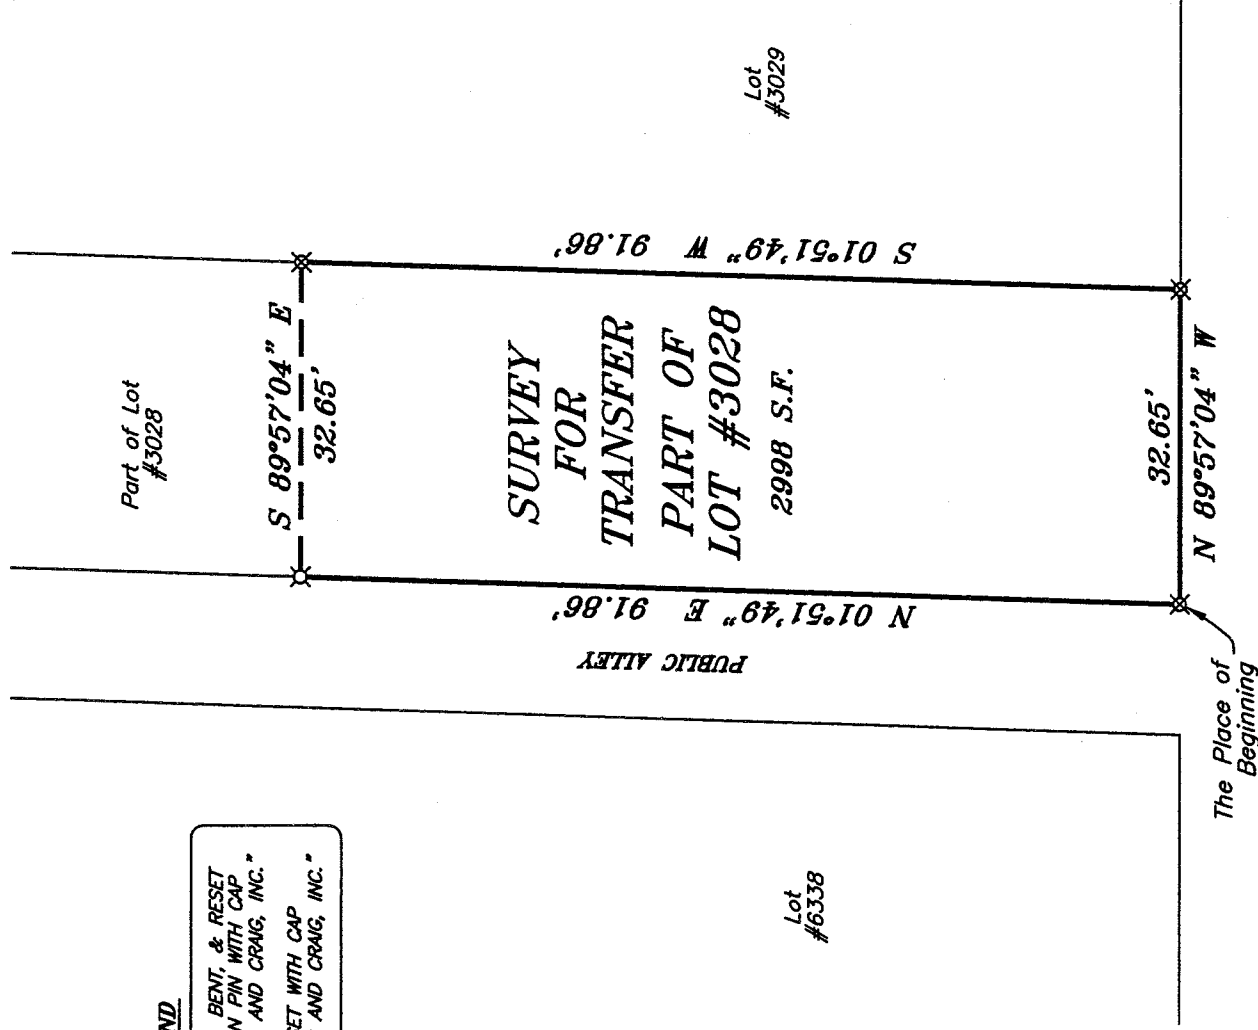 Lot
#3029
S 01°51'49" W 91.86'
Part of Lot
#3028
S 89°57'04" E
32.65'
SURVEY
FOR
TRANSFER
PART OF
LOT #3028
2998 S.F.
32.65'
N 89°57'04" W
N 01°51'49" E 91.86'
PUBLIC ALLEY
The Place of
Beginning
Lot
#6338
BENT, & RESET
PIN WITH CAP
AND CRAIG, INC."
WITH CAP
AND CRAIG, INC."